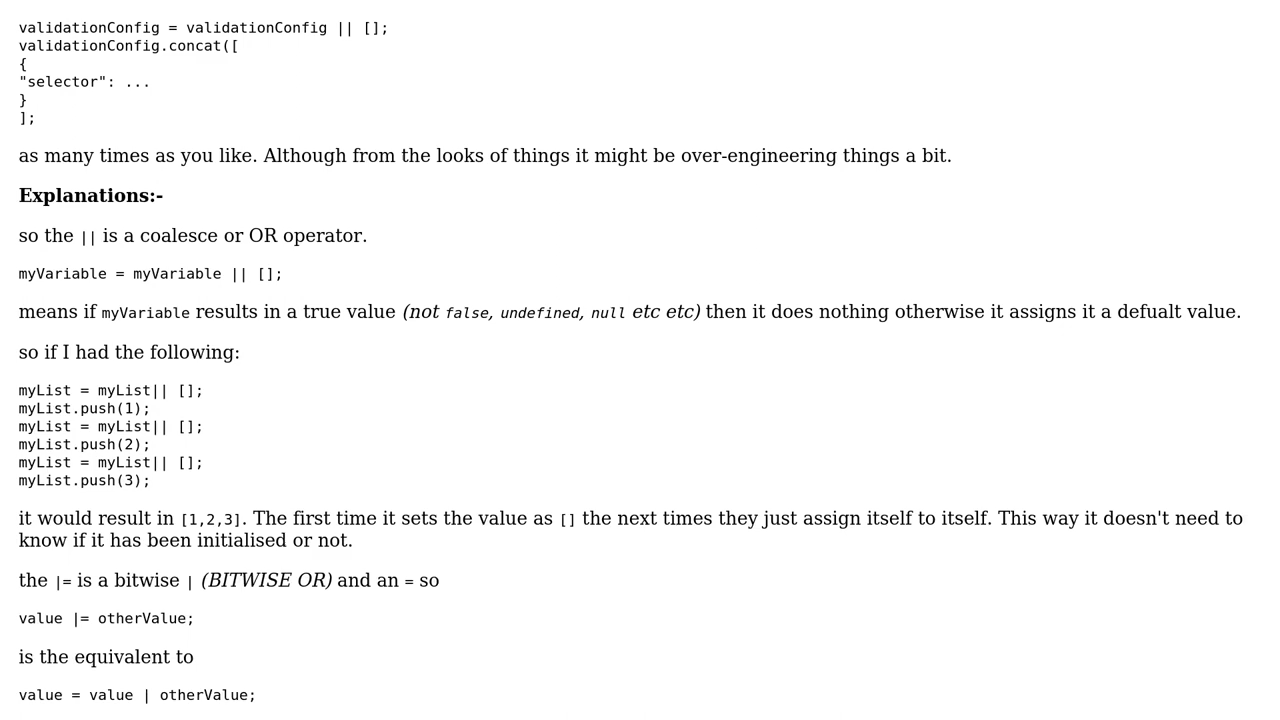 validationConfig = validationConfig || [];
validationConfig.concat([
{
"selector": ...
}
];
as many times as you like. Although from the looks of things it might be over-engineering things a bit.
Explanations:-
so the || is a coalesce or OR operator.
myVariable = myVariable || [];
means if myVariable results in a true value (not false, undefined, null etc etc) then it does nothing otherwise it assigns it a defualt value.
so if I had the following:
myList = myList|| [];
myList.push(1);
myList = myList|| [];
myList.push(2);
myList = myList|| [];
myList.push(3);
it would result in [1,2,3]. The first time it sets the value as [] the next times they just assign itself to itself. This way it doesn't need to
know if it has been initialised or not.
the |= is a bitwise | (BITWISE OR) and an = so
value |= otherValue;
is the equivalent to
value = value | otherValue;